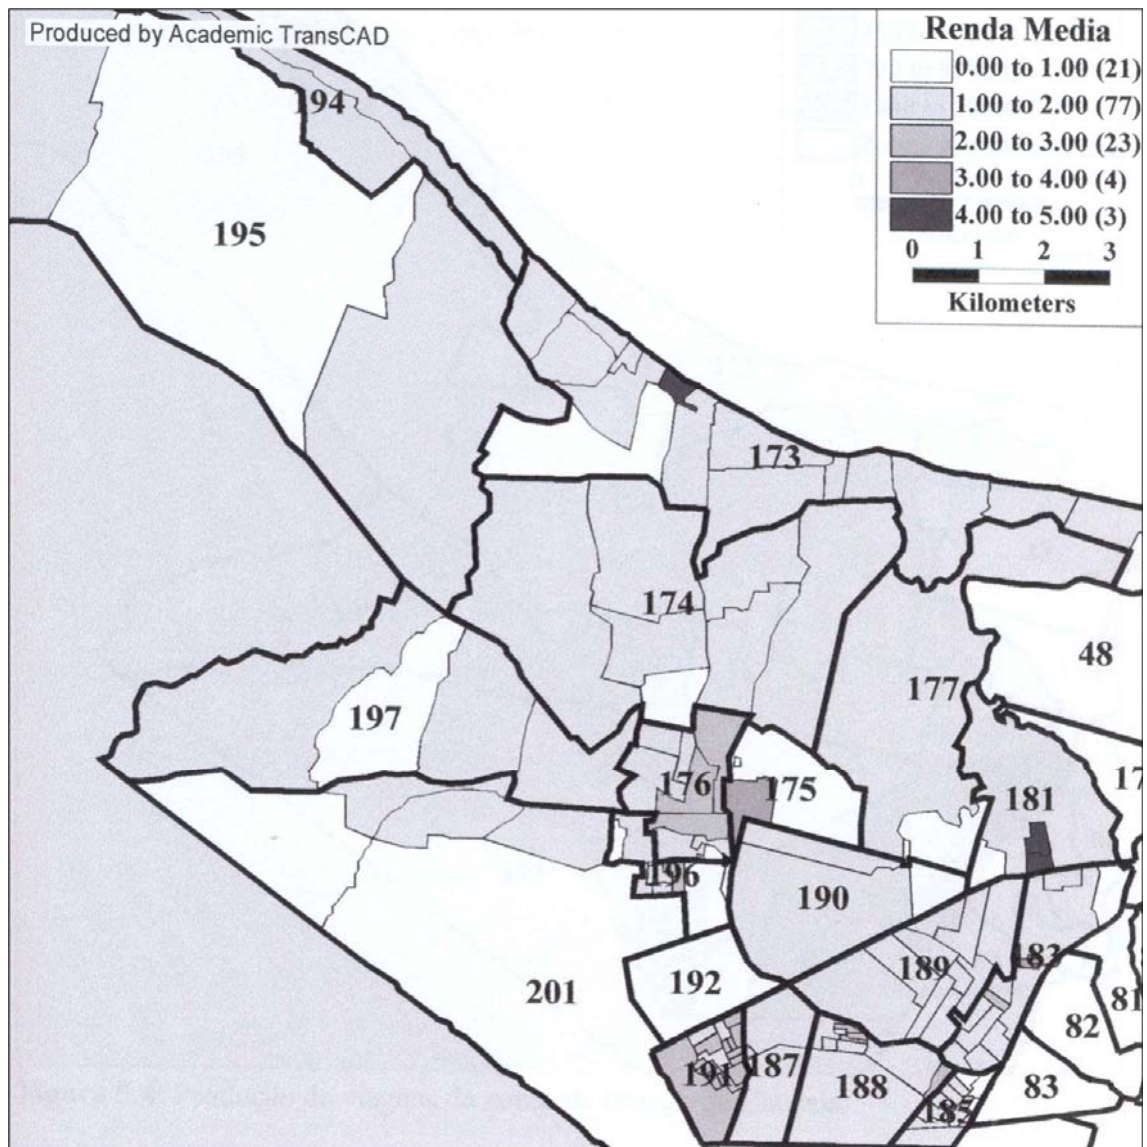 Produced by Academic TransCAD
Renda Media
0.00 to 1.00 (21)
1.00 to 2.00 (77)
2.00 to 3.00 (23)
3.00 to 4.00 (4)
4.00 to 5.00 (3)
0 1 2 3
Kilometers
194
195
173
174
48
177
197
176
175
17
181
196
190
189
183
201
192
81
82
191
187
188
83
185